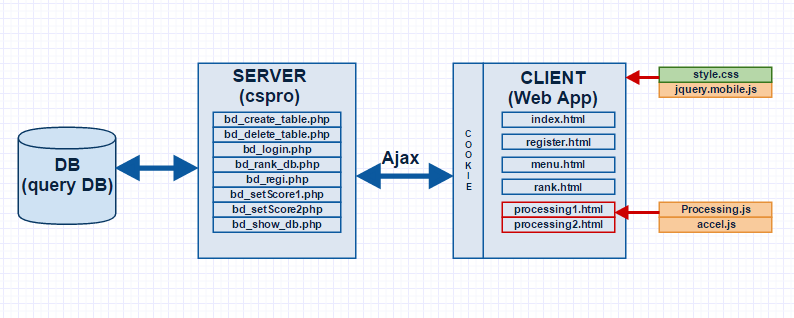 DB
(query DB)
SERVER
(cspro)
bd_create_table.php
bd_delete_table.php
bd_login.php
bd_rank_db.php
bd_regi.php
bd_setScore1.php
bd_setScore2php
bd_show_db.php
Ajax
COOKIE
CLIENT
(Web App)
index.html
register.html
menu.html
rank.html
processing1.html
processing2.html
style.css
jquery.mobile.js
Processing.js
accel.js